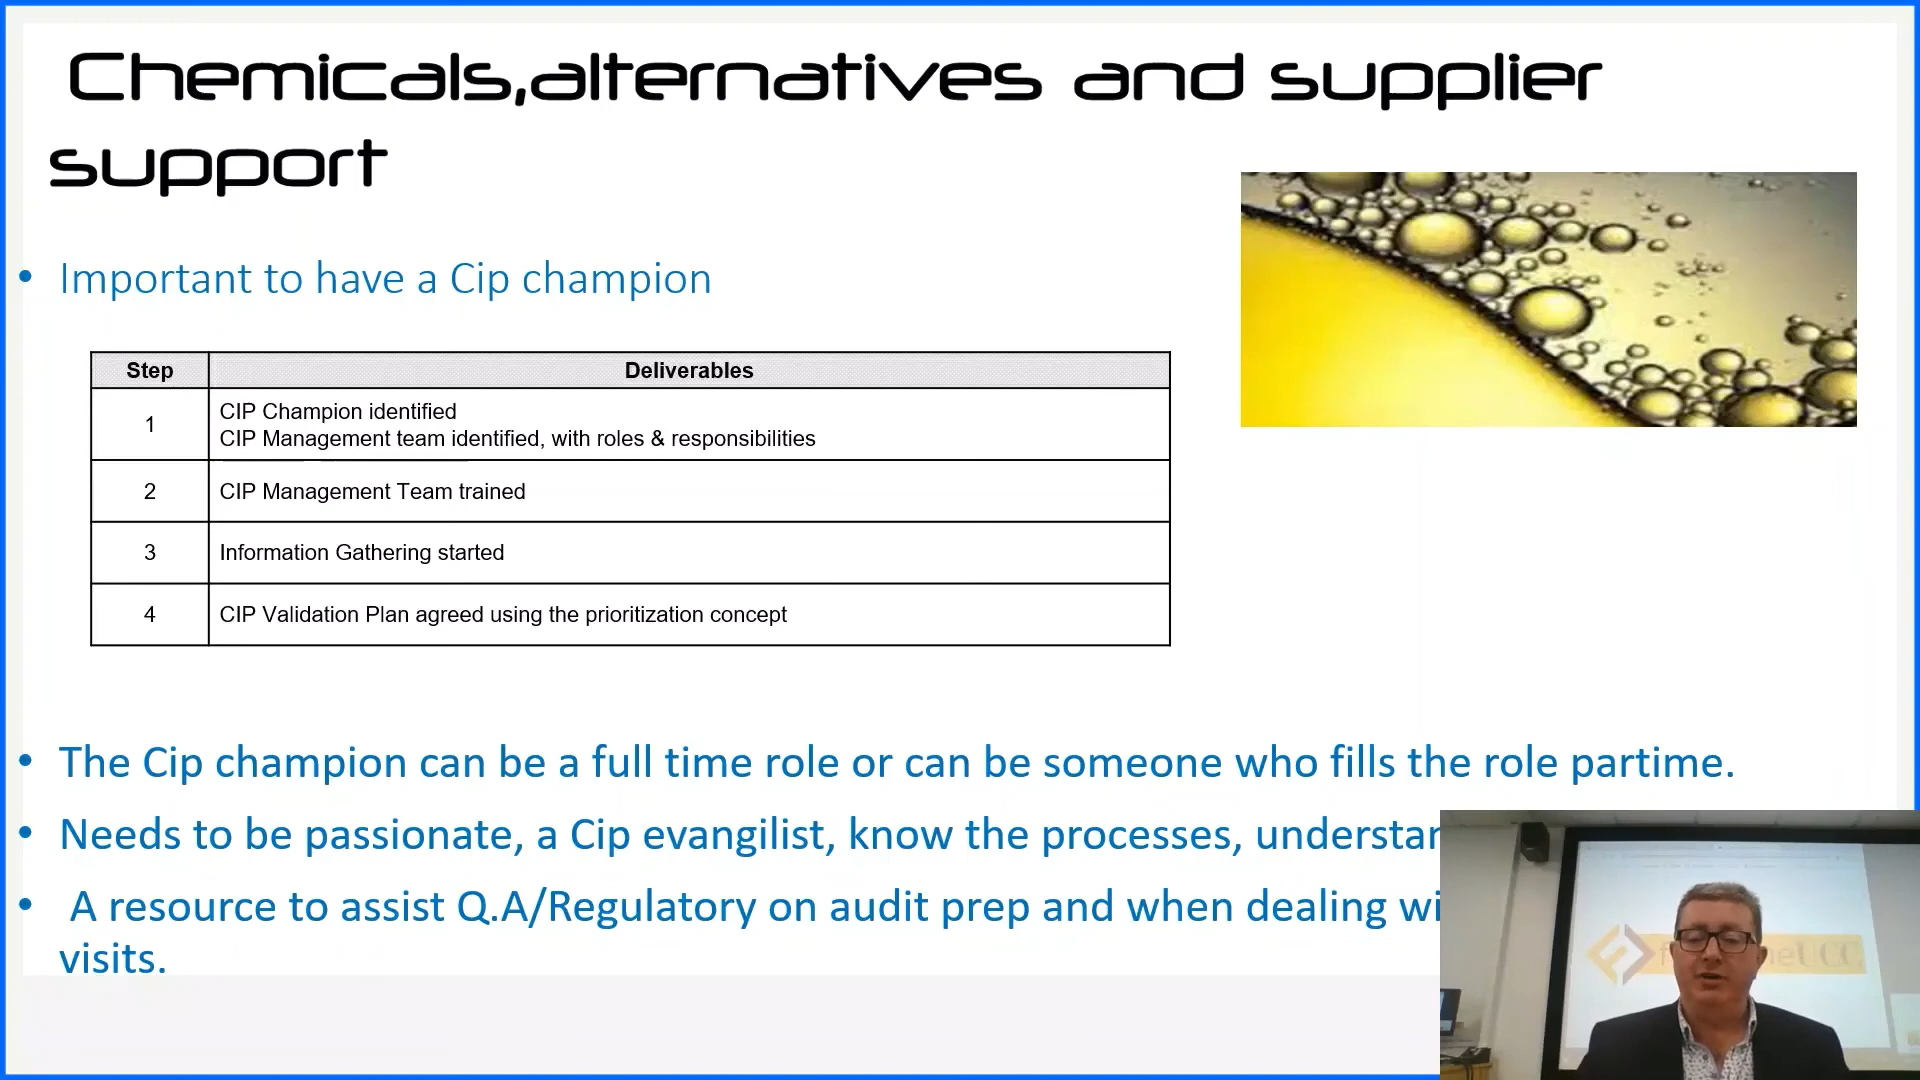 Chemicals,alternatives and supplier
support
• Important to have a Cip champion
Step Deliverables
1 CIP Champion identified
CIP Management team identified, with roles & responsibilities
2 CIP Management Team trained
3 Information Gathering started
4 CIP Validation Plan agreed using the prioritization concept
• The Cip champion can be a full time role or can be someone who fills the role partime.
• Needs to be passionate, a Cip evangilist, know the processes,
• A resource to assist Q.A/Regulatory on audit prep and when dealing
visits.
UCC